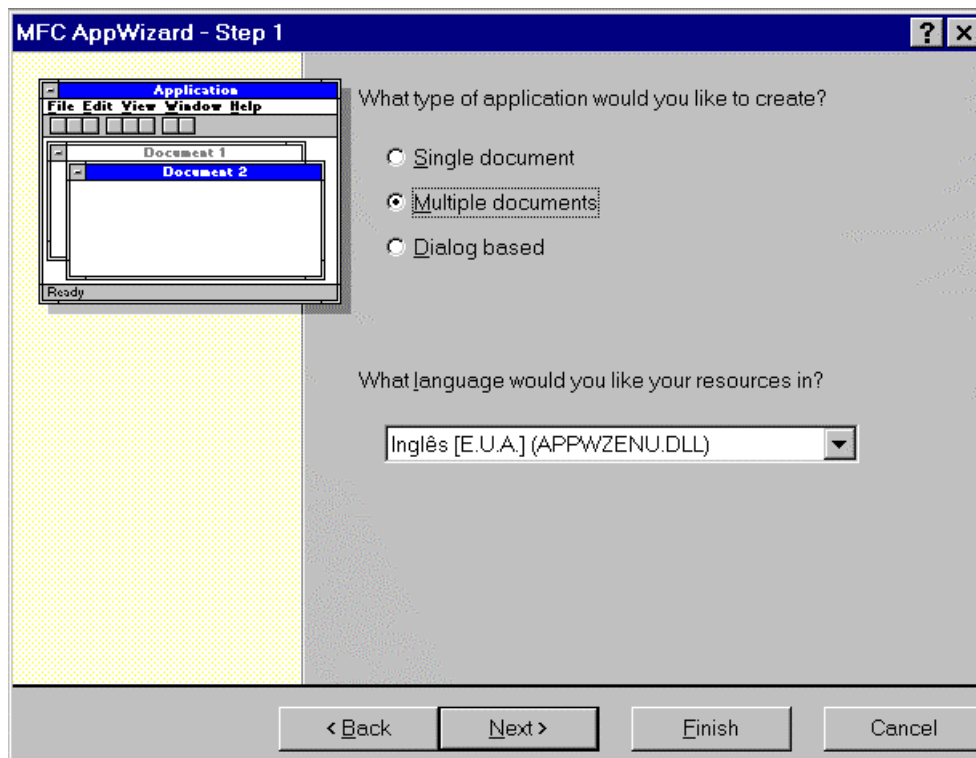 MFC AppWizard - Step 1
Application
File Edit View Window Help
Document 1
Document 2
Ready
What type of application would you like to create?
Single document
Multiple documents
Dialog based
What language would you like your resources in?
Inglês [E.U.A.] (APPWZENU.DLL)
< Back Next > Finish Cancel